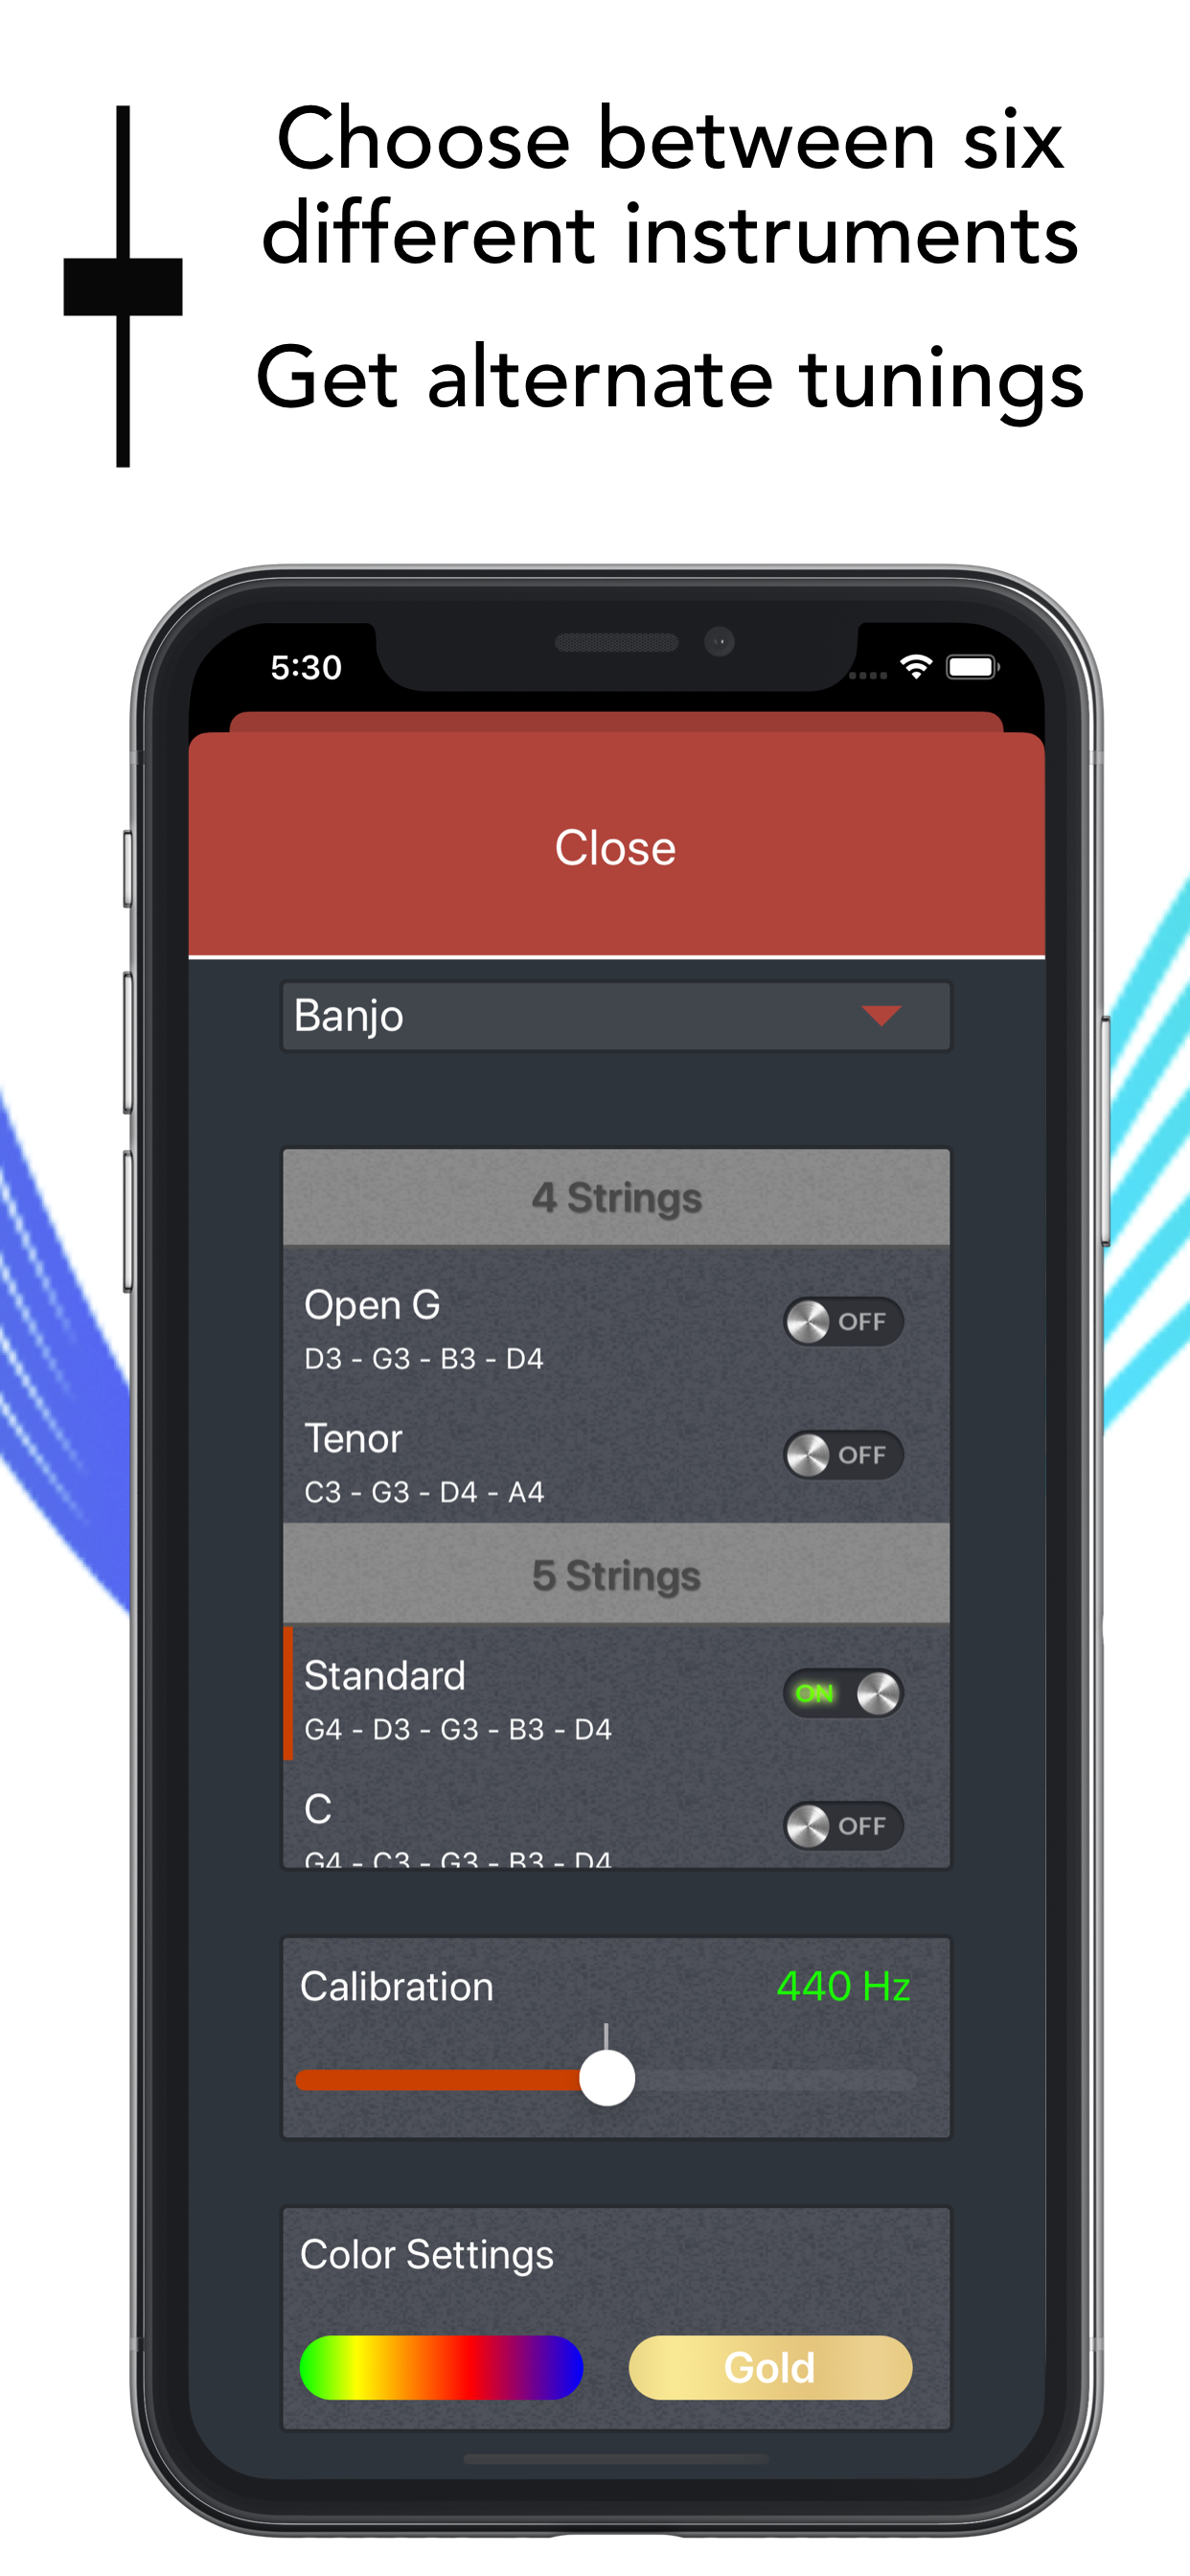 Choose between six
different instruments
Get alternate tunings
5:30
Close
Banjo
4 Strings
Open G
OFF
D3 - G3 - B3 - D4
Tenor
OFF
C3 - G3 - D4 - A4
5 Strings
Standard
ON
G4 - D3 - G3 - B3 - D4
C
OFF
G4 - C3 - G3 - B3 - D4
Calibration
440 Hz
Color Settings
Gold